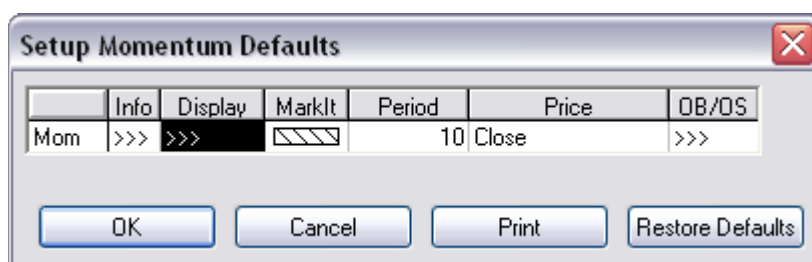 Setup Momentum Defaults
Info Display MarkIt Period Price OB/OS
Mom >>> >>> 10 Close >>>
OK Cancel Print Restore Defaults